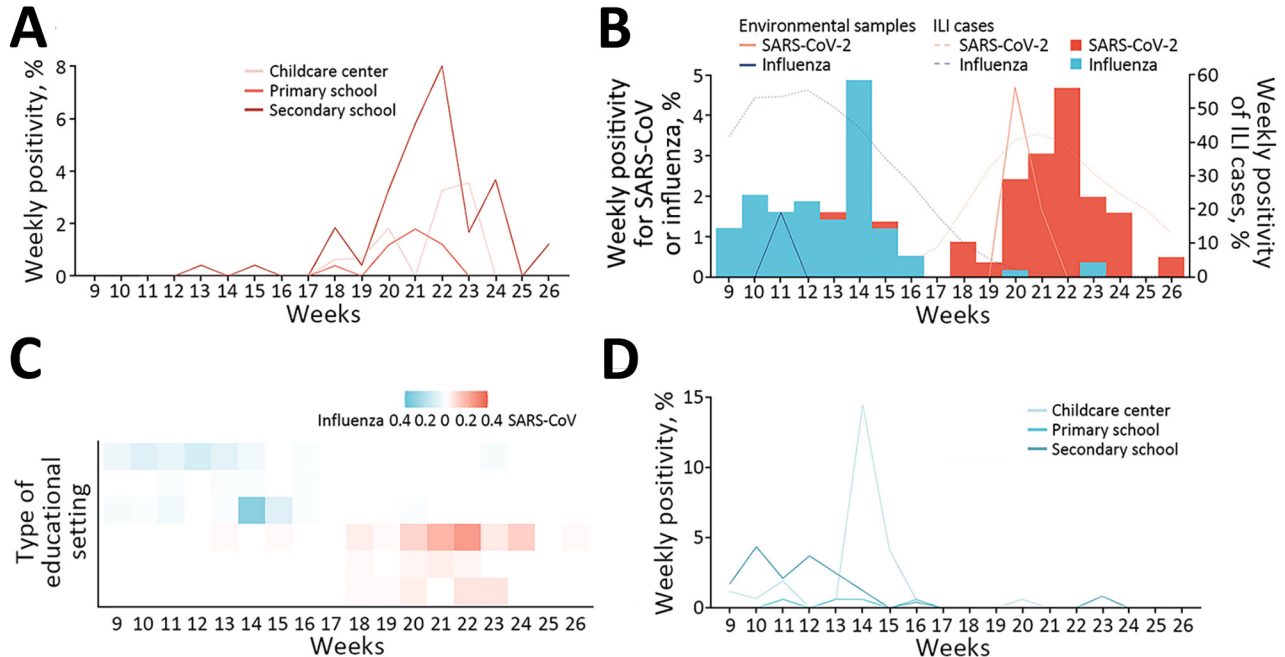 A
Weekly positivity, %
8
6
4
2
0
Childcare center
Primary school
Secondary school
9 10 11 12 13 14 15 16 17 18 19 20 21 22 23 24 25 26
Weeks
B
Environmental samples
SARS-CoV-2
Influenza
ILI cases
SARS-CoV-2
Influenza
SARS-CoV-2
Influenza
Weekly positivity
for SARS-CoV
or influenza, %
5
4
3
2
1
0
60
50
40
30
20
10
0
Weekly positivity
of ILI cases, %
9 10 11 12 13 14 15 16 17 18 19 20 21 22 23 24 25 26
Weeks
C
Influenza 0.4 0.2 0 0.2 0.4 SARS-CoV
Type of
educational
setting
9 10 11 12 13 14 15 16 17 18 19 20 21 22 23 24 25 26
Weeks
D
Weekly positivity, %
15
10
5
0
Childcare center
Primary school
Secondary school
9 10 11 12 13 14 15 16 17 18 19 20 21 22 23 24 25 26
Weeks